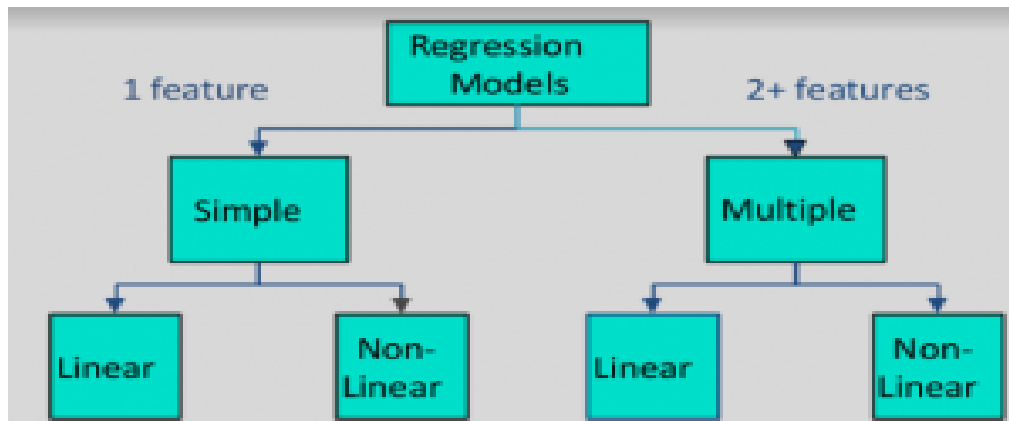 Regression
Models
1 feature
2+ features
Simple
Multiple
Linear
Non-
Linear
Linear
Non-
Linear